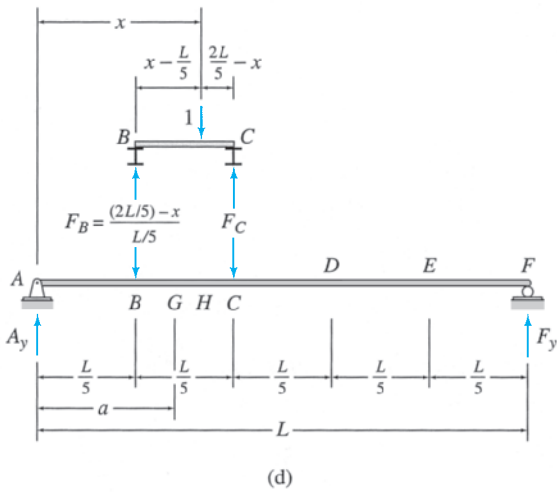 x
x − L/5 2L/5 − x
1
B C
F_B = (2L/5) − x / L/5 F_C
A D E F
B G H C
A_y F_y
L/5 L/5 L/5 L/5 L/5
a
L
(d)